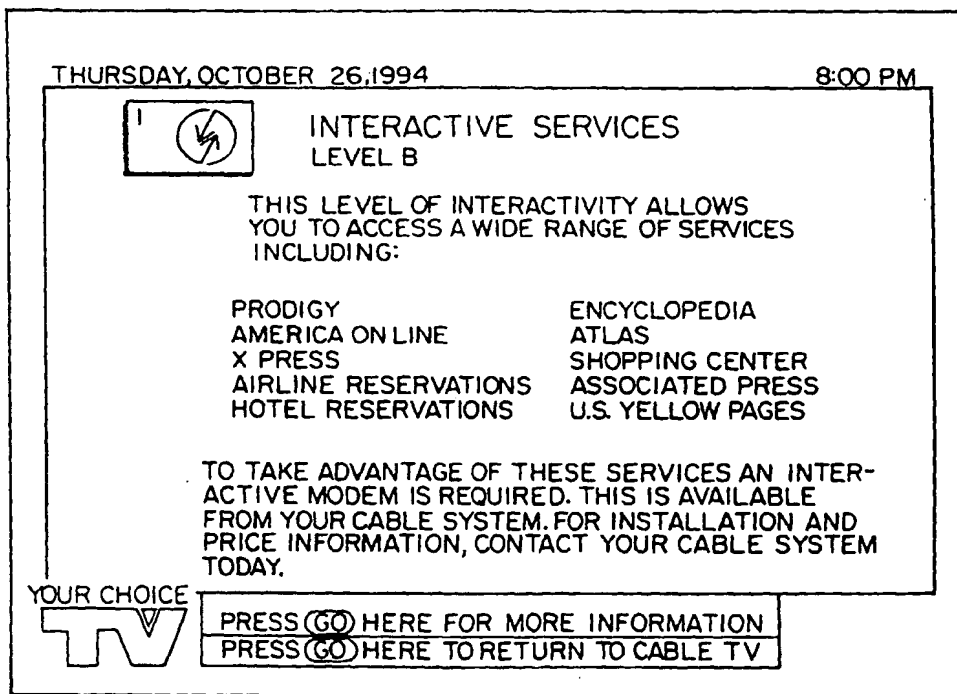 THURSDAY, OCTOBER 26, 1994 8:00 PM
1
INTERACTIVE SERVICES
LEVEL B
THIS LEVEL OF INTERACTIVITY ALLOWS
YOU TO ACCESS A WIDE RANGE OF SERVICES
INCLUDING:
PRODIGY ENCYCLOPEDIA
AMERICA ON LINE ATLAS
X PRESS SHOPPING CENTER
AIRLINE RESERVATIONS ASSOCIATED PRESS
HOTEL RESERVATIONS U.S. YELLOW PAGES
TO TAKE ADVANTAGE OF THESE SERVICES AN INTER-
ACTIVE MODEM IS REQUIRED. THIS IS AVAILABLE
FROM YOUR CABLE SYSTEM. FOR INSTALLATION AND
PRICE INFORMATION, CONTACT YOUR CABLE SYSTEM
TODAY.
YOUR CHOICE
TV
PRESS GO HERE FOR MORE INFORMATION
PRESS GO HERE TO RETURN TO CABLE TV